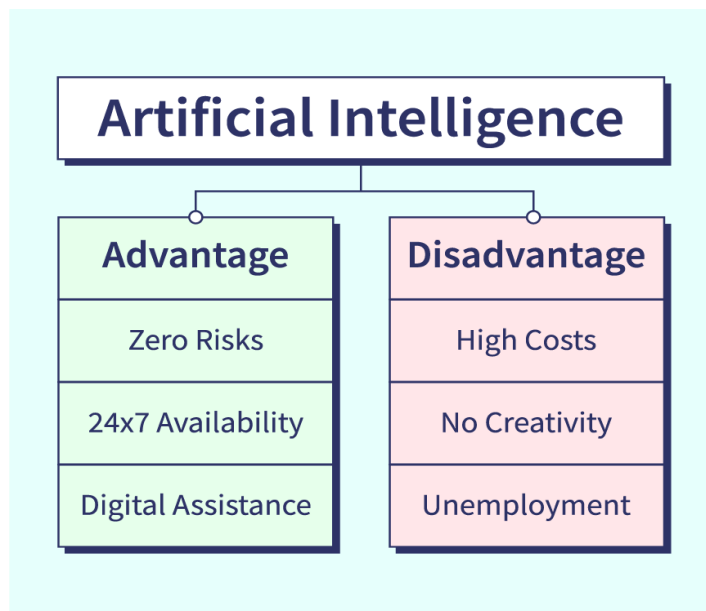 Artificial Intelligence
Advantage
Zero Risks
24x7 Availability
Digital Assistance
Disadvantage
High Costs
No Creativity
Unemployment